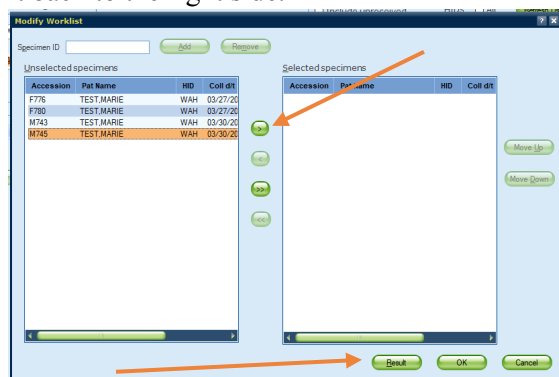 Modify Worklist
Specimen ID Add Remove
Unselected specimens
Accession Pat Name HID Coll d/t
F776 TEST,MARIE WAH 03/27/20
F780 TEST,MARIE WAH 03/27/20
M743 TEST,MARIE WAH 03/30/20
M745 TEST,MARIE WAH 03/30/20
>
<
>>
<<
Selected specimens
Accession Pat Name HID Coll d/t
Move Up
Move Down
Result OK Cancel